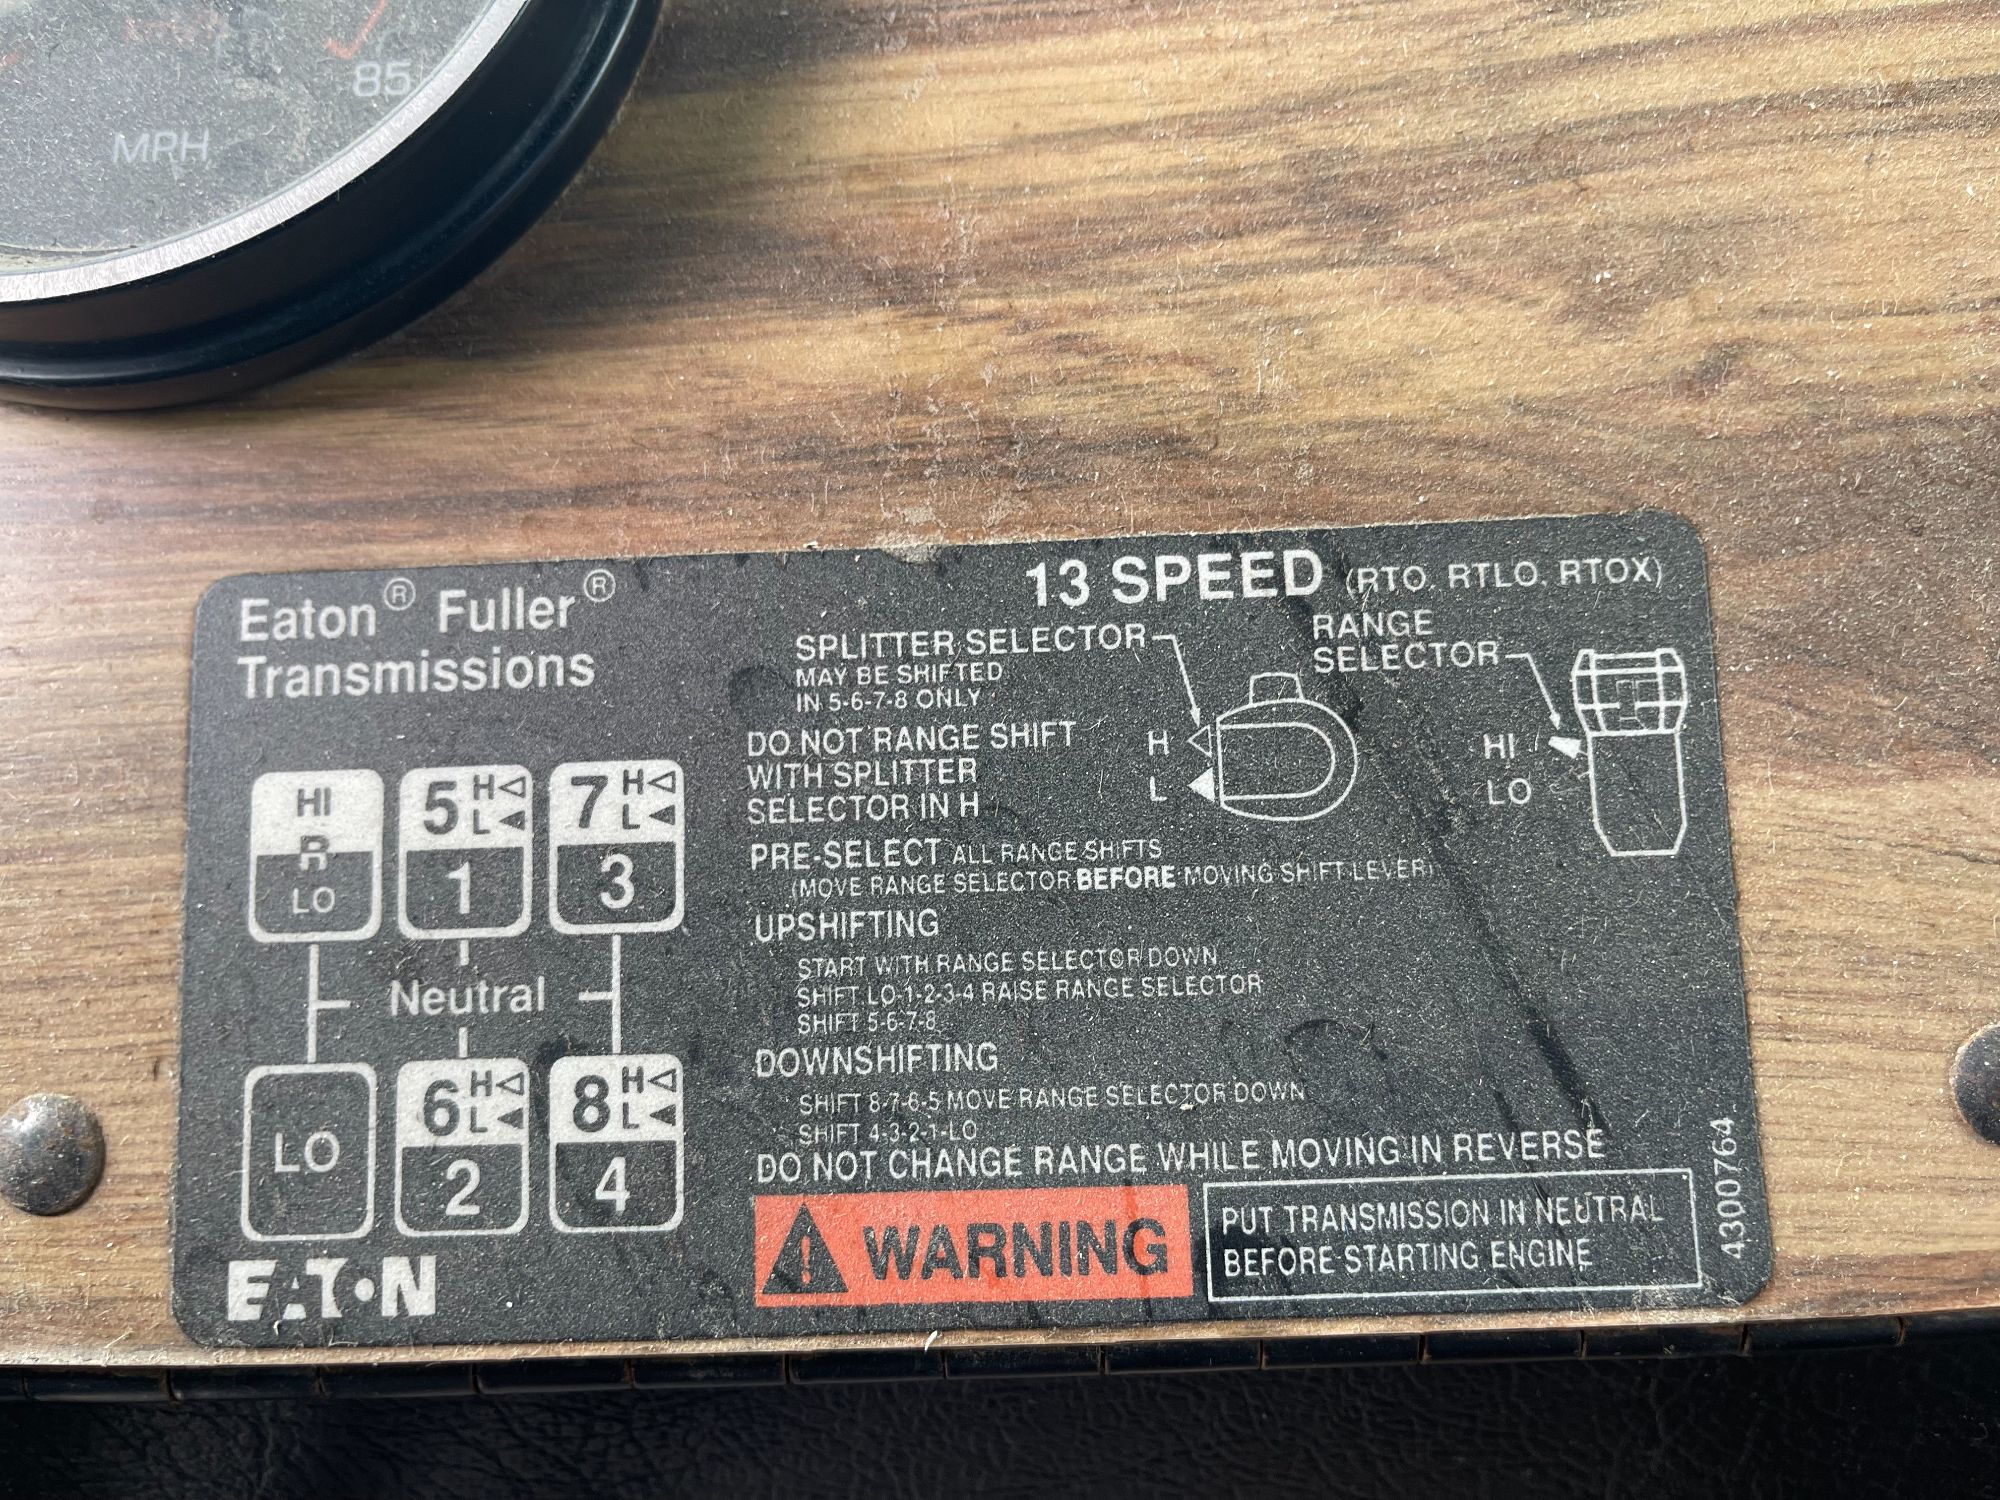 85
MPH
Eaton® Fuller®
Transmissions
13 SPEED (RTO, RTLO, RTOX)
SPLITTER SELECTOR
MAY BE SHIFTED
IN 5-6-7-8 ONLY
RANGE
SELECTOR
DO NOT RANGE SHIFT
WITH SPLITTER
SELECTOR IN H
H
L
HI
LO
PRE-SELECT ALL RANGE SHIFTS
(MOVE RANGE SELECTOR BEFORE MOVING SHIFT LEVER)
UPSHIFTING
START WITH RANGE SELECTOR DOWN
SHIFT LO-1-2-3-4 RAISE RANGE SELECTOR
SHIFT 5-6-7-8
DOWNSHIFTING
SHIFT 8-7-6-5 MOVE RANGE SELECTOR DOWN
SHIFT 4-3-2-1-LO
DO NOT CHANGE RANGE WHILE MOVING IN REVERSE
HI
R
LO
5 H L
1
7 H L
3
Neutral
LO
6 H L
2
8 H L
4
EATON
WARNING
PUT TRANSMISSION IN NEUTRAL
BEFORE STARTING ENGINE
4300764